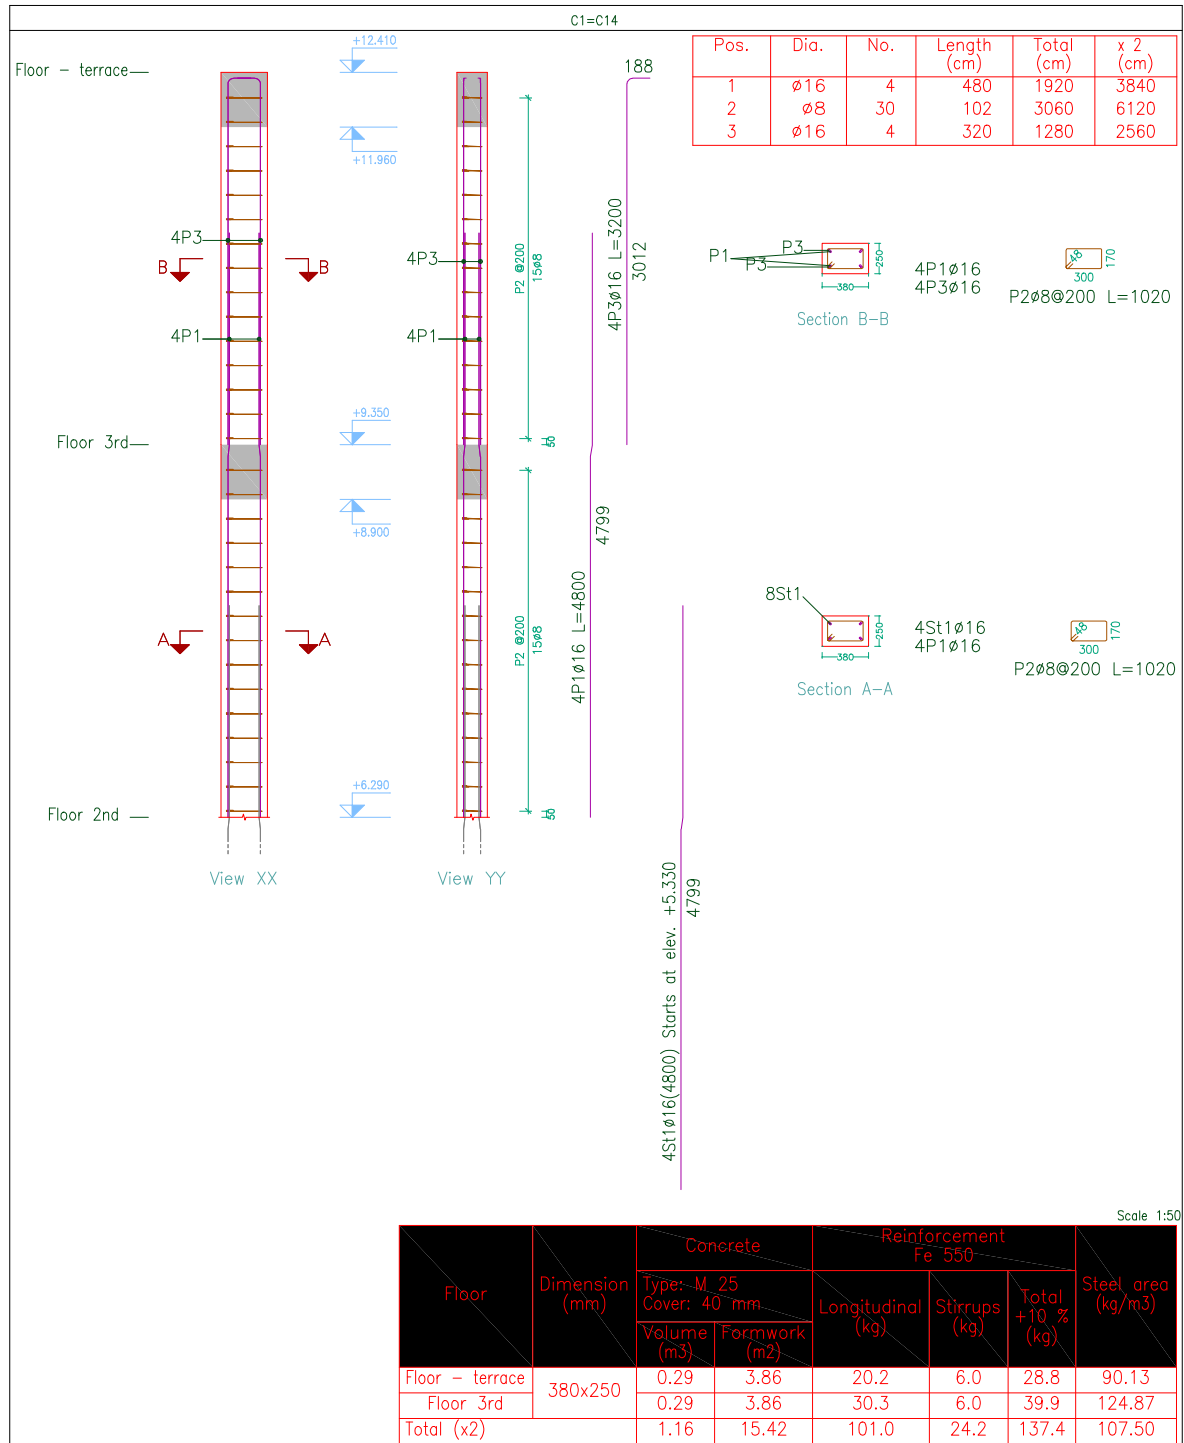 C1=C14
Floor - terrace
+12.410
+11.960
188
Pos. Dia. No. Length (cm) Total (cm) x 2 (cm)
1 ø16 4 480 1920 3840
2 ø8 30 102 3060 6120
3 ø16 4 320 1280 2560
4P3
B B
4P3
P2 @200
15ø8
4P3ø16 L=3200
3012
P1
P3
P3
250
380
4P1ø16
4P3ø16
Section B-B
48
170
300
P2ø8@200 L=1020
4P1
4P1
+9.350
Floor 3rd
50
+8.900
4799
4P1ø16 L=4800
P2 @200
15ø8
A A
8St1
250
380
4St1ø16
4P1ø16
Section A-A
48
170
300
P2ø8@200 L=1020
+6.290
Floor 2nd
50
View XX
View YY
4St1ø16(4800) Starts at elev. +5.330
4799
Scale 1:50
Floor
Dimension (mm)
Concrete
Type: M 25
Cover: 40 mm
Volume (m3)
Formwork (m2)
Reinforcement
Fe 550
Longitudinal (kg)
Stirrups (kg)
Total +10 % (kg)
Steel area (kg/m3)
Floor - terrace 380x250 0.29 3.86 20.2 6.0 28.8 90.13
Floor 3rd 0.29 3.86 30.3 6.0 39.9 124.87
Total (x2) 1.16 15.42 101.0 24.2 137.4 107.50